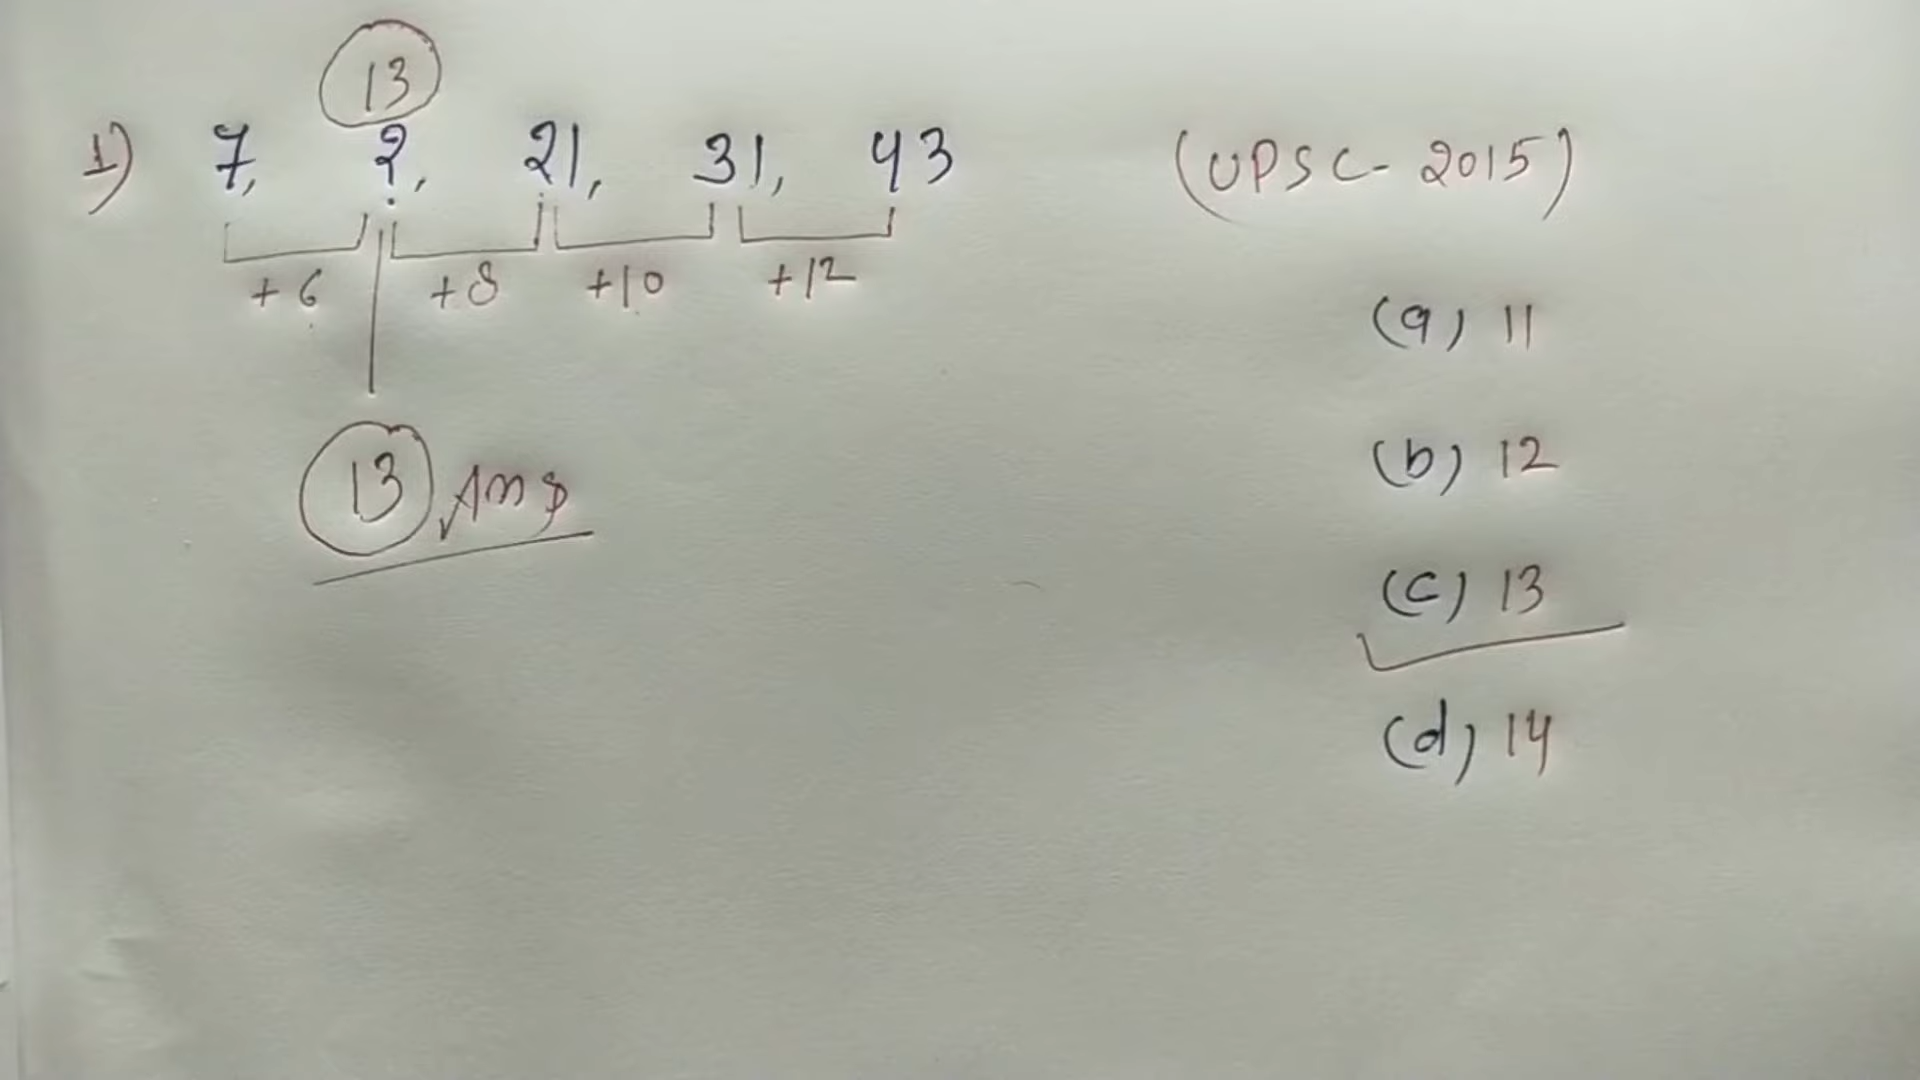 13
1) 7, ?, 21, 31, 43 (UPSC- 2015)
+6 +8 +10 +12
(a) 11
(b) 12
13 Ans
(c) 13
(d) 14